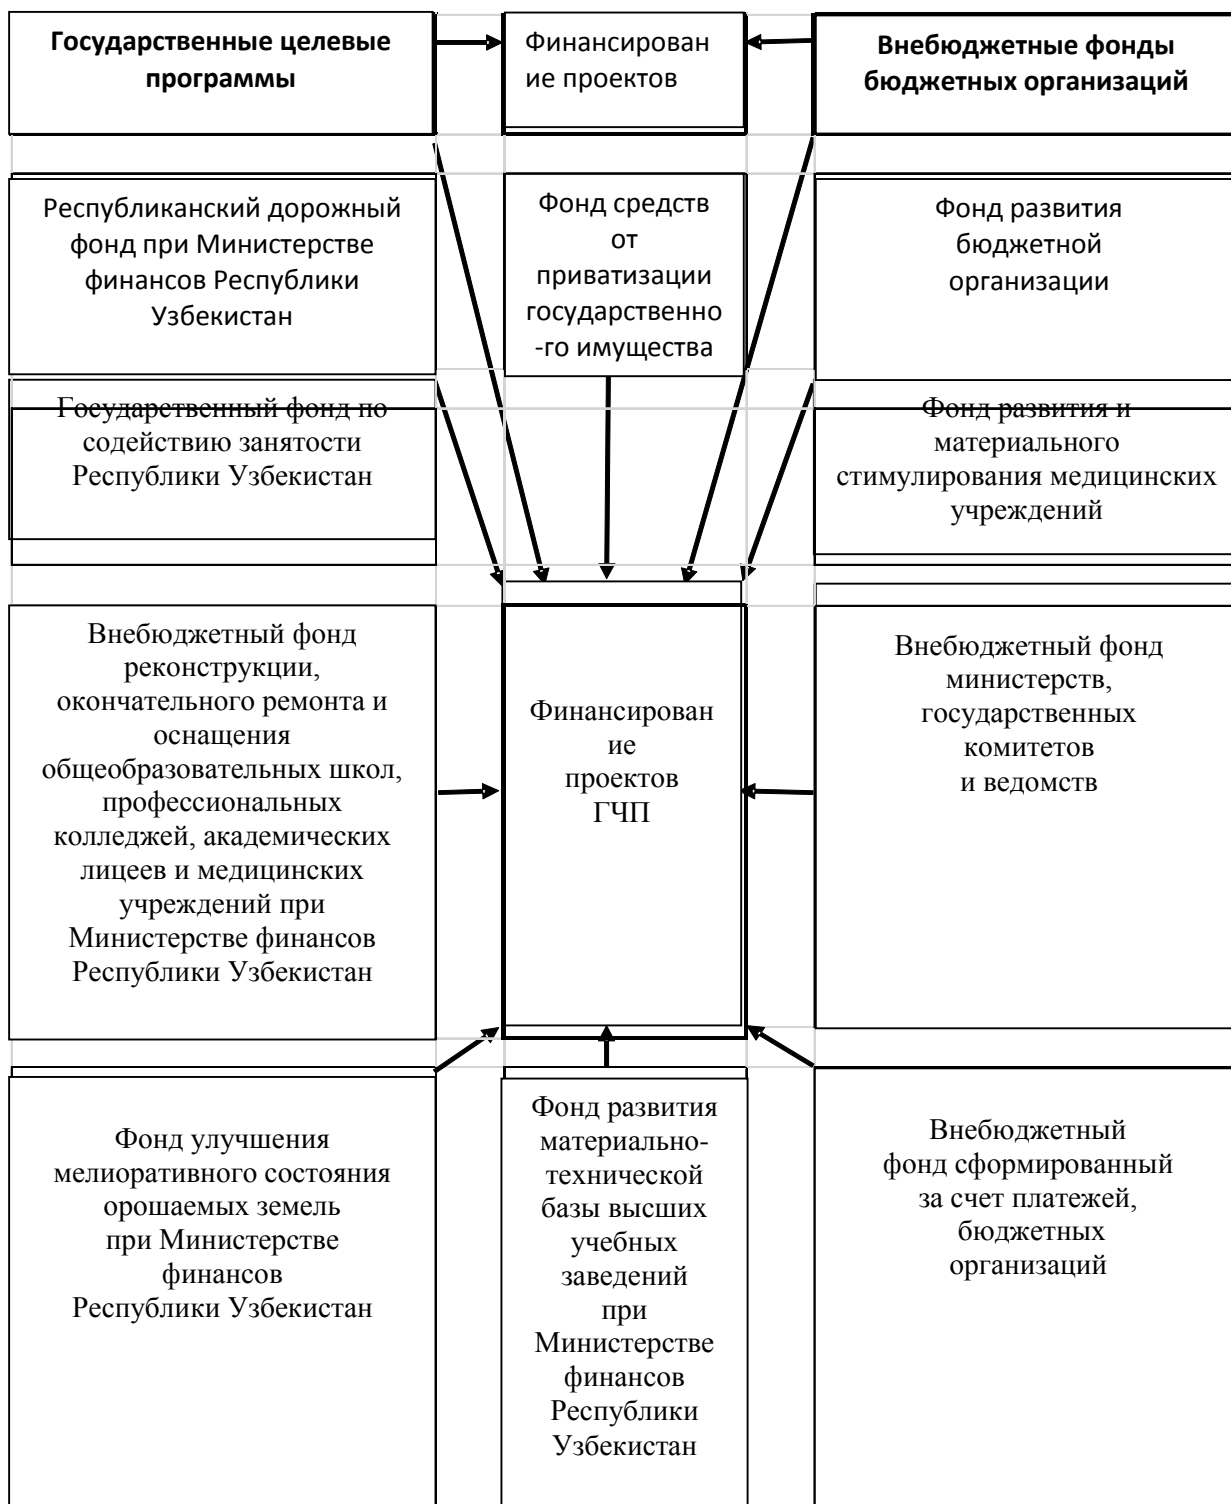 Государственные целевые
программы
Финансирован
ие проектов
Внебюджетные фонды
бюджетных организаций
Республиканский дорожный
фонд при Министерстве
финансов Республики
Узбекистан
Фонд средств
от
приватизации
государственно
-го имущества
Фонд развития
бюджетной
организации
Государственный фонд по
содействию занятости
Республики Узбекистан
Фонд развития и
материального
стимулирования медицинских
учреждений
Внебюджетный фонд
реконструкции,
окончательного ремонта и
оснащения
общеобразовательных школ,
профессиональных
колледжей, академических
лицеев и медицинских
учреждений при
Министерстве финансов
Республики Узбекистан
Финансирован
ие
проектов
ГЧП
Внебюджетный фонд
министерств,
государственных
комитетов
и ведомств
Фонд улучшения
мелиоративного состояния
орошаемых земель
при Министерстве
финансов
Республики Узбекистан
Фонд развития
материально-
технической
базы высших
учебных
заведений
при
Министерстве
финансов
Республики
Узбекистан
Внебюджетный
фонд сформированный
за счет платежей,
бюджетных
организаций